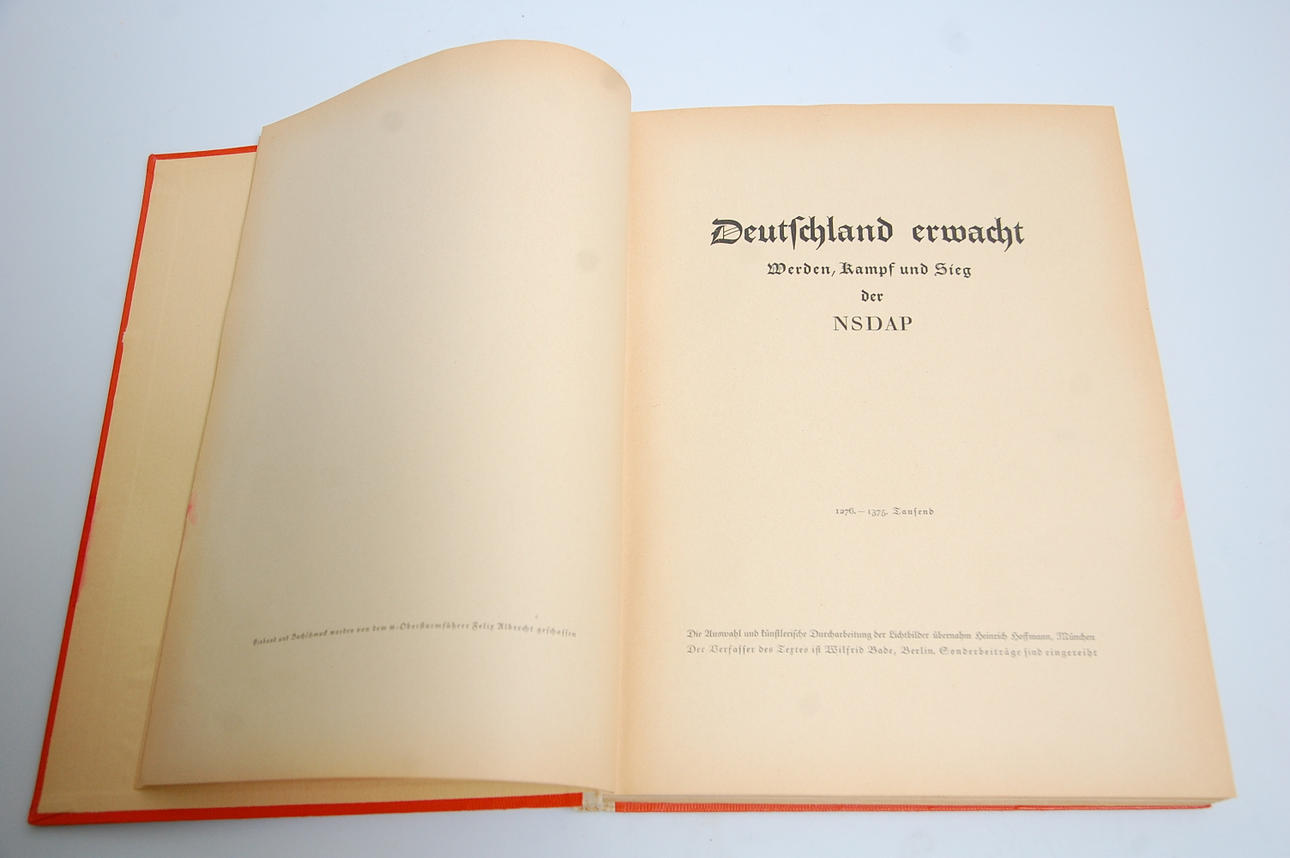 Einband und Buchschmuck wurden von dem SS-Obersturmführer Felix Albrecht geschaffen
Deutſchland erwacht
Werden, Kampf und Sieg
der
NSDAP
1276.–1375. Tauſend
Die Auswahl und künſtleriſche Durcharbeitung der Lichtbilder übernahm Heinrich Hoffmann, München
Der Verfaſſer des Textes iſt Wilfrid Bade, Berlin. Sonderbeiträge ſind eingereiht